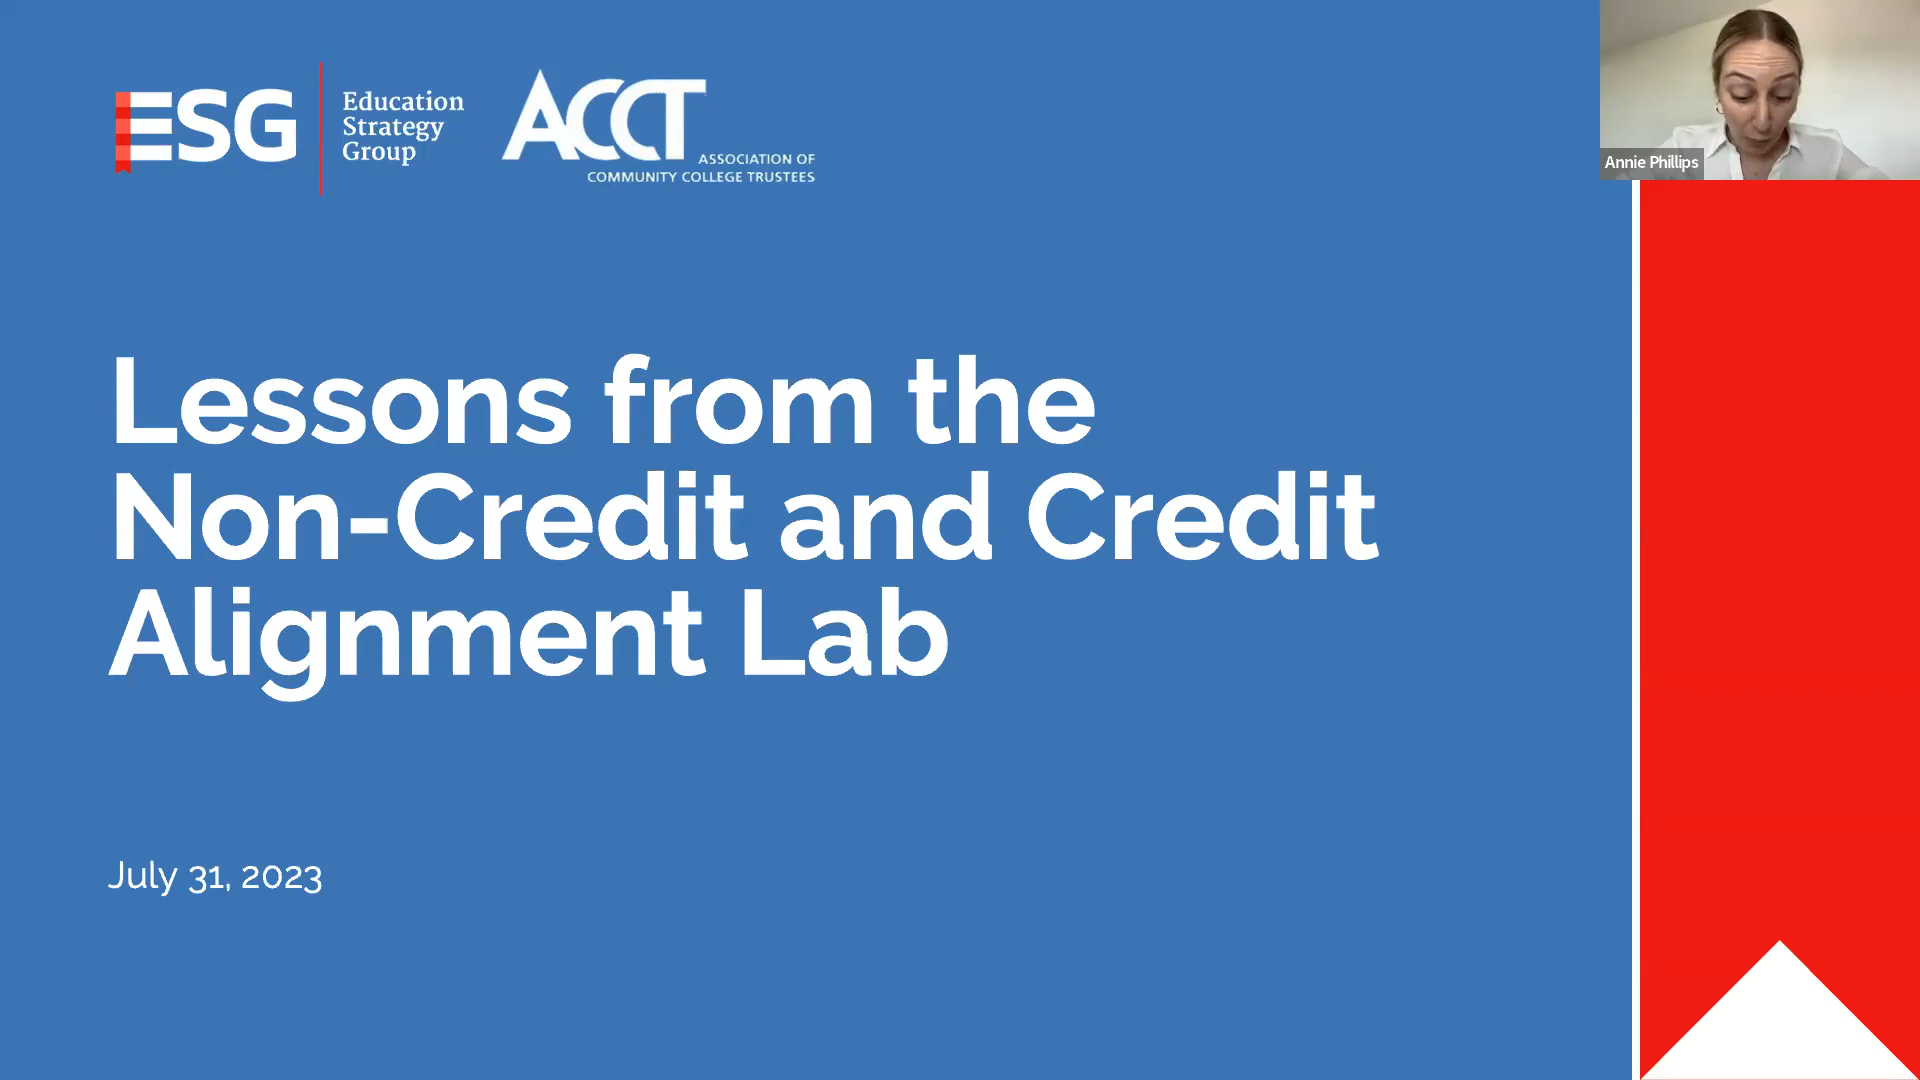 ESG
Education
Strategy
Group
ACCT
ASSOCIATION OF
COMMUNITY COLLEGE TRUSTEES
Annie Phillips
Lessons from the
Non-Credit and Credit
Alignment Lab
July 31, 2023